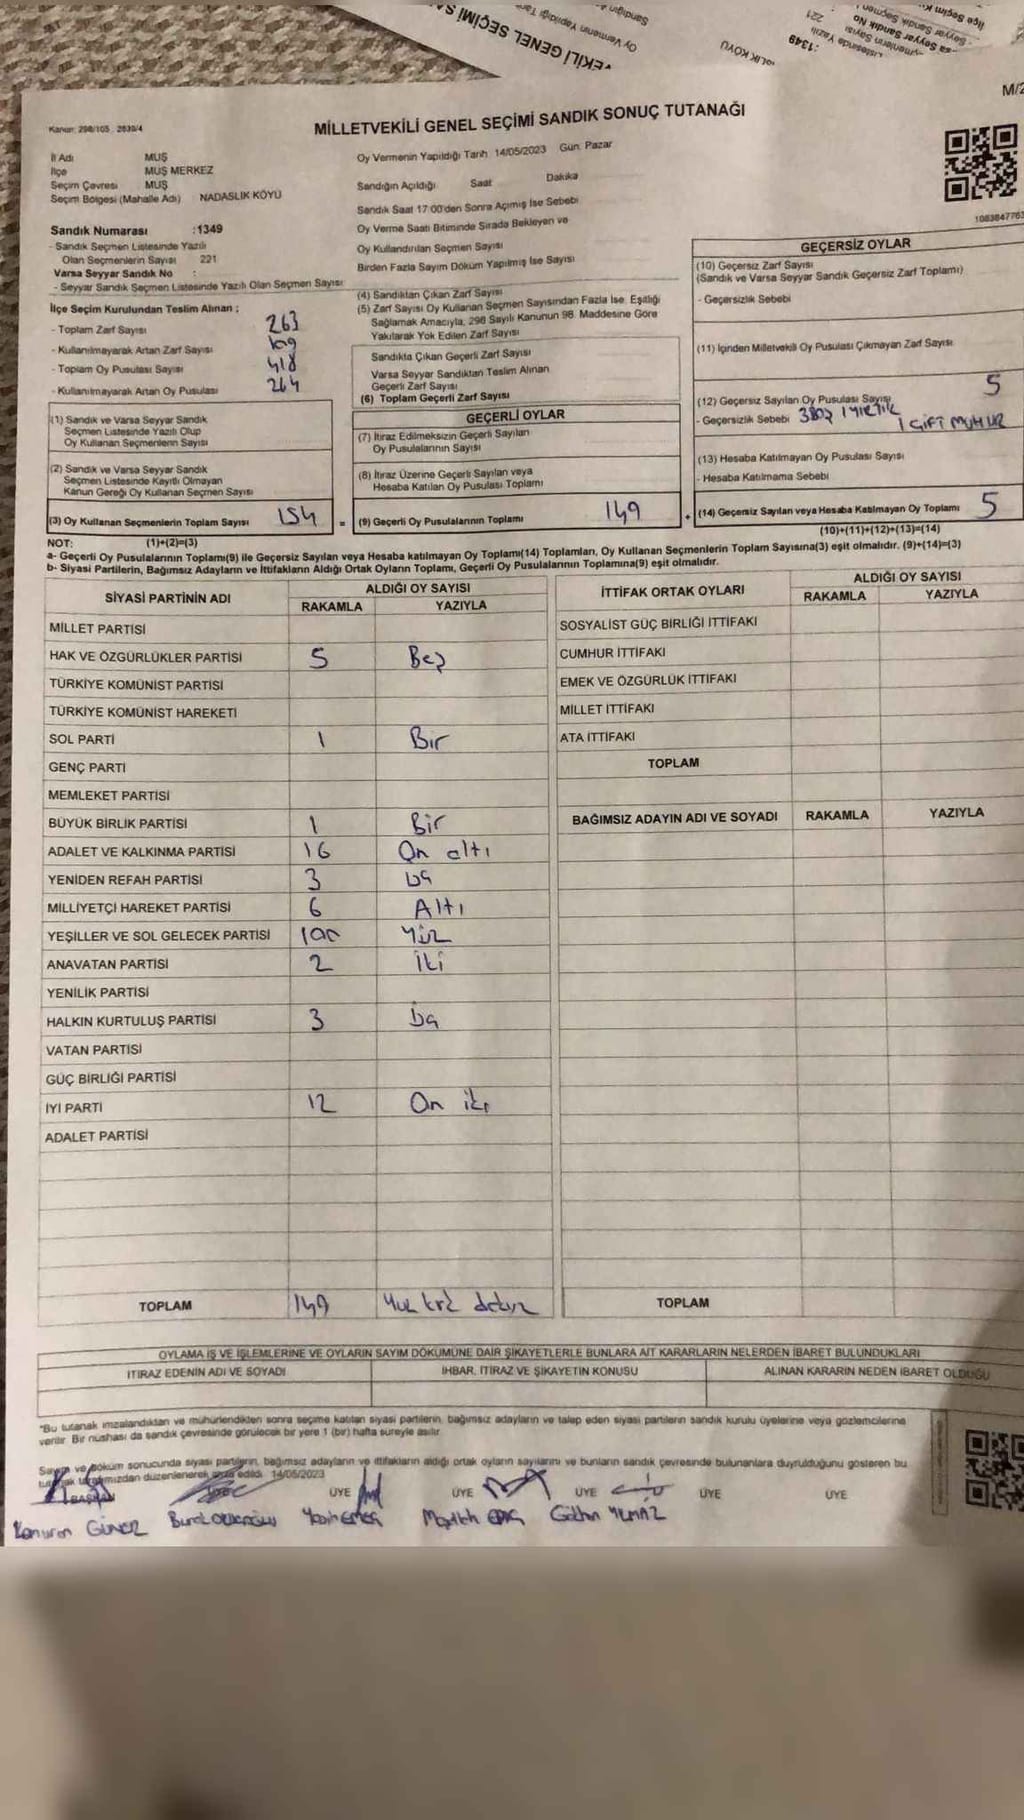 MİLLETVEKİLİ GENEL SEÇİMİ SANDIK SONUÇ TUTANAĞI
M/2
Kanun: 298/105 , 2839/4
İl Adı MUŞ
İlçe MUŞ MERKEZ
Seçim Çevresi MUŞ
Seçim Bölgesi (Mahalle Adı) NADASLIK KÖYÜ
Sandık Numarası :1349
- Sandık Seçmen Listesinde Yazılı
Olan Seçmenlerin Sayısı 221
Varsa Seyyar Sandık No :
- Seyyar Sandık Seçmen Listesinde Yazılı Olan Seçmen Sayısı
İlçe Seçim Kurulundan Teslim Alınan ;
- Toplam Zarf Sayısı 263
- Kullanılmayarak Artan Zarf Sayısı 109
- Toplam Oy Pusulası Sayısı 418
- Kullanılmayarak Artan Oy Pusulası 264
Oy Vermenin Yapıldığı Tarih 14/05/2023 Gün: Pazar
Sandığın Açıldığı Saat Dakika
Sandık Saat 17:00'den Sonra Açımış İse Sebebi
Oy Verme Saati Bitiminde Sırada Bekleyen ve
Oy Kullandırılan Seçmen Sayısı
Birden Fazla Sayım Döküm Yapılmış İse Sayısı
(4) Sandıktan Çıkan Zarf Sayısı
(5) Zarf Sayısı Oy Kullanan Seçmen Sayısından Fazla İse, Eşitliği
Sağlamak Amacıyla, 298 Sayılı Kanunun 98. Maddesine Göre
Yakılarak Yok Edilen Zarf Sayısı
Sandıkta Çıkan Geçerli Zarf Sayısı
Varsa Seyyar Sandıktan Teslim Alınan
Geçerli Zarf Sayısı
(6) Toplam Geçerli Zarf Sayısı
GEÇERSİZ OYLAR
(10) Geçersiz Zarf Sayısı
(Sandık ve Varsa Seyyar Sandık Geçersiz Zarf Toplamı)
- Geçersizlik Sebebi
(11) İçinden Milletvekili Oy Pusulası Çıkmayan Zarf Sayısı
(12) Geçersiz Sayılan Oy Pusulası Sayısı 5
- Geçersizlik Sebebi 1 YIRTIK
1 ÇİFT MÜHÜR
(13) Hesaba Katılmayan Oy Pusulası Sayısı
- Hesaba Katılmama Sebebi
(14) Geçersiz Sayılan veya Hesaba Katılmayan Oy Toplamı 5
(10)+(11)+(12)+(13)=(14)
(1) Sandık ve Varsa Seyyar Sandık
Seçmen Listesinde Yazılı Olup
Oy Kullanan Seçmenlerin Sayısı
(2) Sandık ve Varsa Seyyar Sandık
Seçmen Listesinde Kayıtlı Olmayan
Kanun Gereği Oy Kullanan Seçmen Sayısı
(3) Oy Kullanan Seçmenlerin Toplam Sayısı 154 =
GEÇERLİ OYLAR
(7) İtiraz Edilmeksizin Geçerli Sayılan
Oy Pusulalarının Sayısı
(8) İtiraz Üzerine Geçerli Sayılan veya
Hesaba Katılan Oy Pusulası Toplamı
(9) Geçerli Oy Pusulalarının Toplamı 149 +
NOT: (1)+(2)=(3)
a- Geçerli Oy Pusulalarının Toplamı(9) ile Geçersiz Sayılan veya Hesaba katılmayan Oy Toplamı(14) Toplamları, Oy Kullanan Seçmenlerin Toplam Sayısına(3) eşit olmalıdır. (9)+(14)=(3)
b- Siyasi Partilerin, Bağımsız Adayların ve İttifakların Aldığı Ortak Oyların Toplamı, Geçerli Oy Pusulalarının Toplamına(9) eşit olmalıdır.
SİYASİ PARTİNİN ADI ALDIĞI OY SAYISI
RAKAMLA YAZIYLA
MİLLET PARTİSİ
HAK VE ÖZGÜRLÜKLER PARTİSİ 5 Beş
TÜRKİYE KOMÜNİST PARTİSİ
TÜRKİYE KOMÜNİST HAREKETİ
SOL PARTİ 1 Bir
GENÇ PARTİ
MEMLEKET PARTİSİ
BÜYÜK BİRLİK PARTİSİ 1 Bir
ADALET VE KALKINMA PARTİSİ 16 On altı
YENİDEN REFAH PARTİSİ 3 üç
MİLLİYETÇİ HAREKET PARTİSİ 6 Altı
YEŞİLLER VE SOL GELECEK PARTİSİ 100 Yüz
ANAVATAN PARTİSİ 2 İki
YENİLİK PARTİSİ
HALKIN KURTULUŞ PARTİSİ 3 üç
VATAN PARTİSİ
GÜÇ BİRLİĞİ PARTİSİ
İYİ PARTİ 12 On iki
ADALET PARTİSİ
TOPLAM 149 Yüz kırk dokuz
İTTİFAK ORTAK OYLARI ALDIĞI OY SAYISI
RAKAMLA YAZIYLA
SOSYALİST GÜÇ BİRLİĞİ İTTİFAKI
CUMHUR İTTİFAKI
EMEK VE ÖZGÜRLÜK İTTİFAKI
MİLLET İTTİFAKI
ATA İTTİFAKI
TOPLAM
BAĞIMSIZ ADAYIN ADI VE SOYADI RAKAMLA YAZIYLA
TOPLAM
OYLAMA İŞ VE İŞLEMLERİNE VE OYLARIN SAYIM DÖKÜMÜNE DAİR ŞİKAYETLERLE BUNLARA AİT KARARLARIN NELERDEN İBARET BULUNDUKLARI
İTİRAZ EDENİN ADI VE SOYADI İHBAR, İTİRAZ VE ŞİKAYETİN KONUSU ALINAN KARARIN NEDEN İBARET OLDUĞU
*Bu tutanak imzalandıktan ve mühürlendikten sonra seçime katılan siyasi partilerin, bağımsız adayların ve talep eden siyasi partilerin sandık kurulu üyelerine veya gözlemcilerine
verilir. Bir nüshası da sandık çevresinde görülecek bir yere 1 (bir) hafta süreyle asılır.
Sayım ve döküm sonucunda siyasi partilerin, bağımsız adayların ve ittifakların aldığı ortak oyların sayılarını ve bunların sandık çevresinde bulunanlara duyrulduğunu gösteren bu
tutanak tarafımızdan düzenlenerek imza edildi. 14/05/2023
BAŞKAN ÜYE ÜYE ÜYE ÜYE ÜYE
Kamuran GÜNER